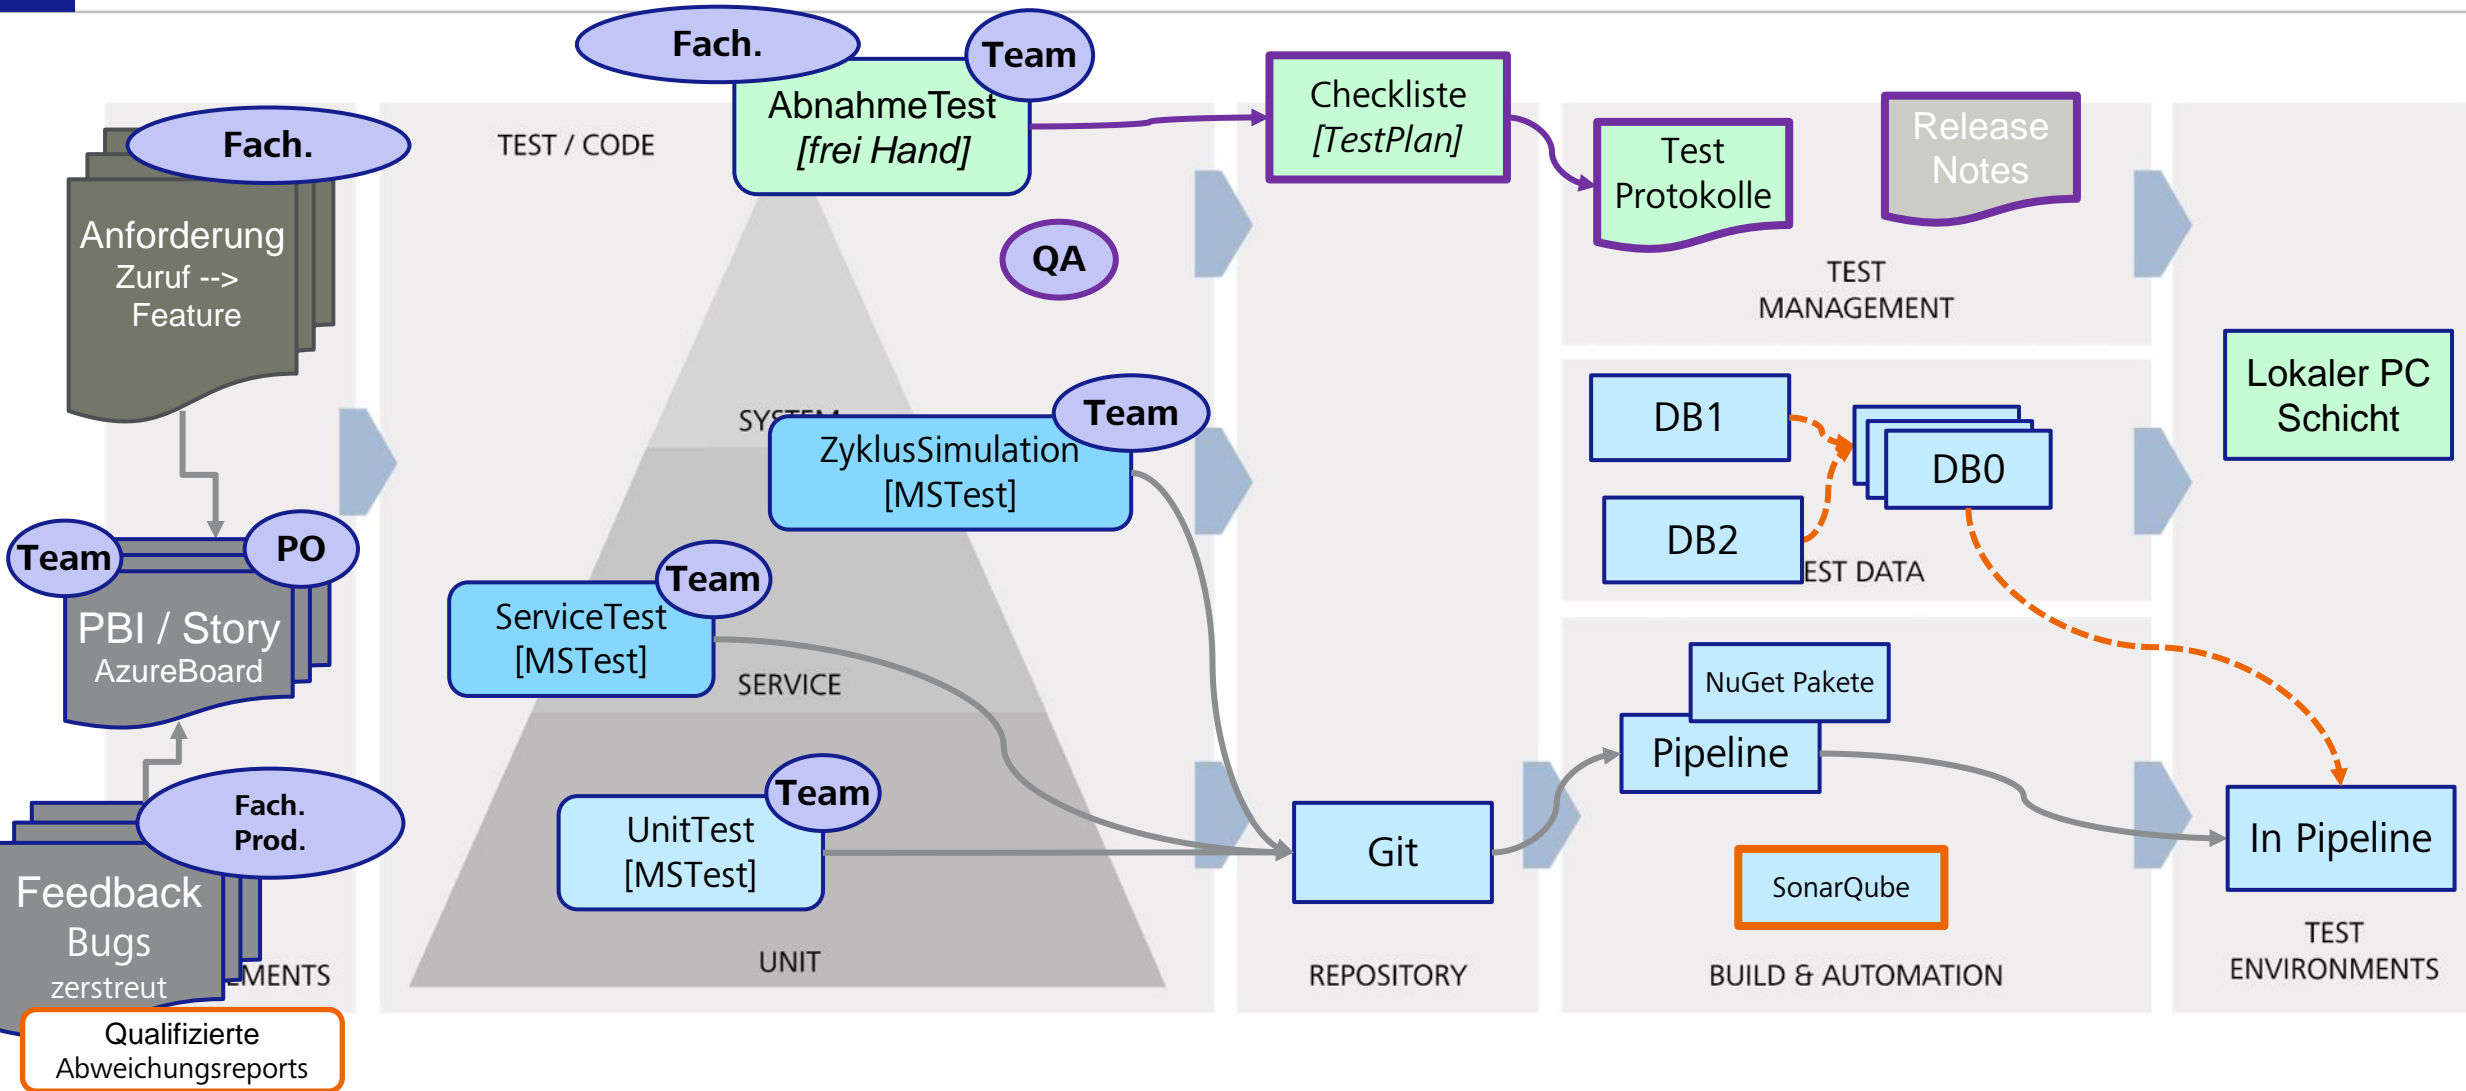 Fach.
Team
AbnahmeTest
[frei Hand]
Checkliste
[TestPlan]
Test
Protokolle
Release
Notes
Fach.
TEST / CODE
Anforderung
Zuruf -->
Feature
QA
TEST
MANAGEMENT
Lokaler PC
Schicht
SYSTEM
Team
ZyklusSimulation
[MSTest]
DB1
DB0
DB2
EST DATA
Team
PO
PBI / Story
AzureBoard
Team
ServiceTest
[MSTest]
SERVICE
NuGet Pakete
Pipeline
Fach.
Prod.
Team
UnitTest
[MSTest]
Git
In Pipeline
SonarQube
Feedback
Bugs
zerstreut
EMENTS
UNIT
REPOSITORY
BUILD & AUTOMATION
TEST
ENVIRONMENTS
Qualifizierte
Abweichungsreports